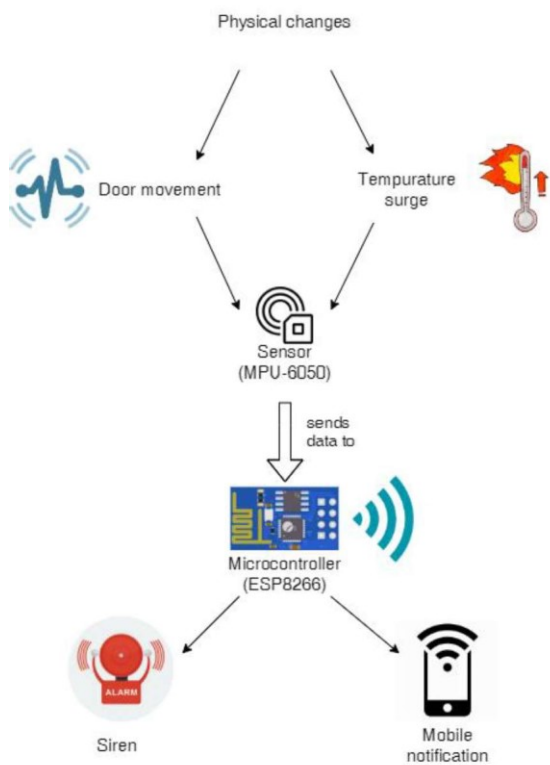 Physical changes
Door movement
Tempurature
surge
Sensor
(MPU-6050)
sends
data to
Microcontroller
(ESP8266)
ALARM
Siren
Mobile
notification